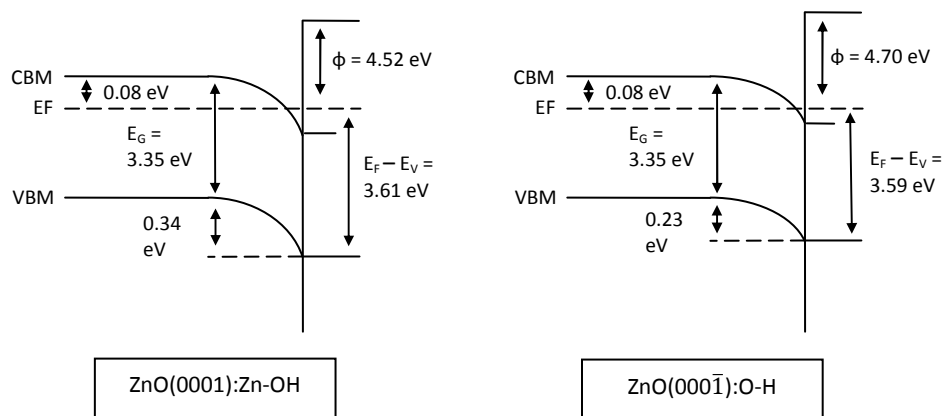 ϕ = 4.52 eV
CBM
0.08 eV
EF
E_G =
3.35 eV
E_F – E_V =
3.61 eV
VBM
0.34
eV
ZnO(0001):Zn-OH
ϕ = 4.70 eV
CBM
0.08 eV
EF
E_G =
3.35 eV
E_F – E_V =
3.59 eV
VBM
0.23
eV
ZnO(0001̄):O-H